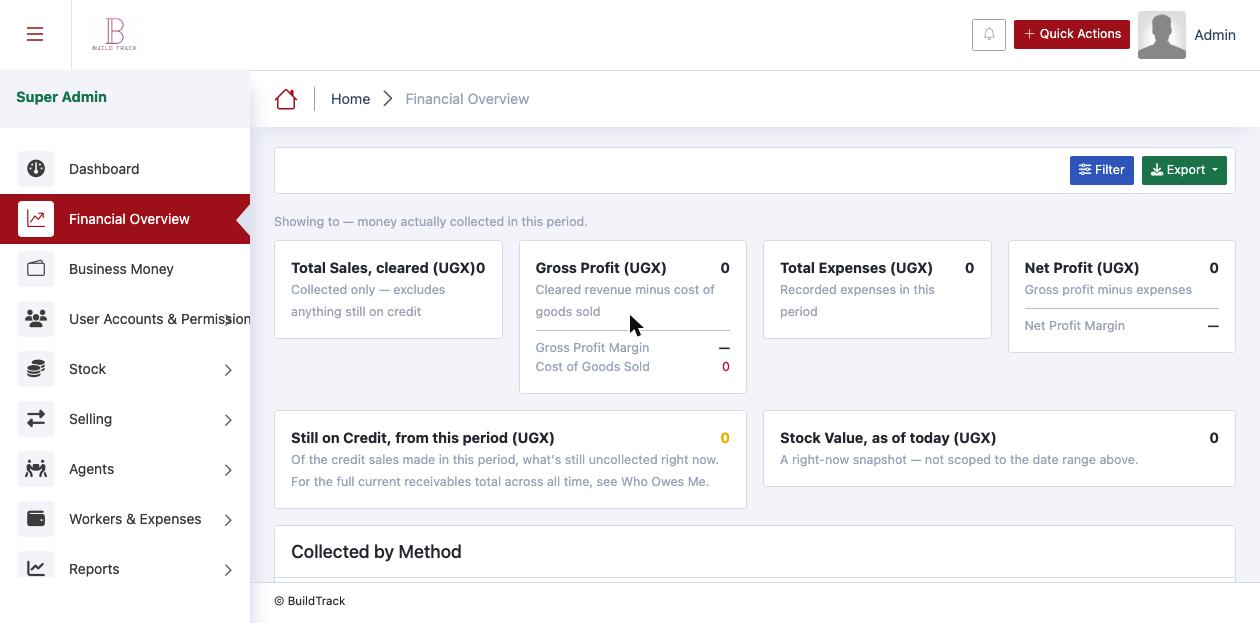 B
BUILD TRACK
+ Quick Actions
Admin
Super Admin
Home
Financial Overview
Dashboard
Financial Overview
Business Money
User Accounts & Permission
Stock
Selling
Agents
Workers & Expenses
Reports
Filter
Export
Showing to — money actually collected in this period.
Total Sales, cleared (UGX)0
Collected only — excludes
anything still on credit
Gross Profit (UGX) 0
Cleared revenue minus cost of
goods sold
Gross Profit Margin —
Cost of Goods Sold 0
Total Expenses (UGX) 0
Recorded expenses in this
period
Net Profit (UGX) 0
Gross profit minus expenses
Net Profit Margin —
Still on Credit, from this period (UGX) 0
Of the credit sales made in this period, what's still uncollected right now.
For the full current receivables total across all time, see Who Owes Me.
Stock Value, as of today (UGX) 0
A right-now snapshot — not scoped to the date range above.
Collected by Method
© BuildTrack